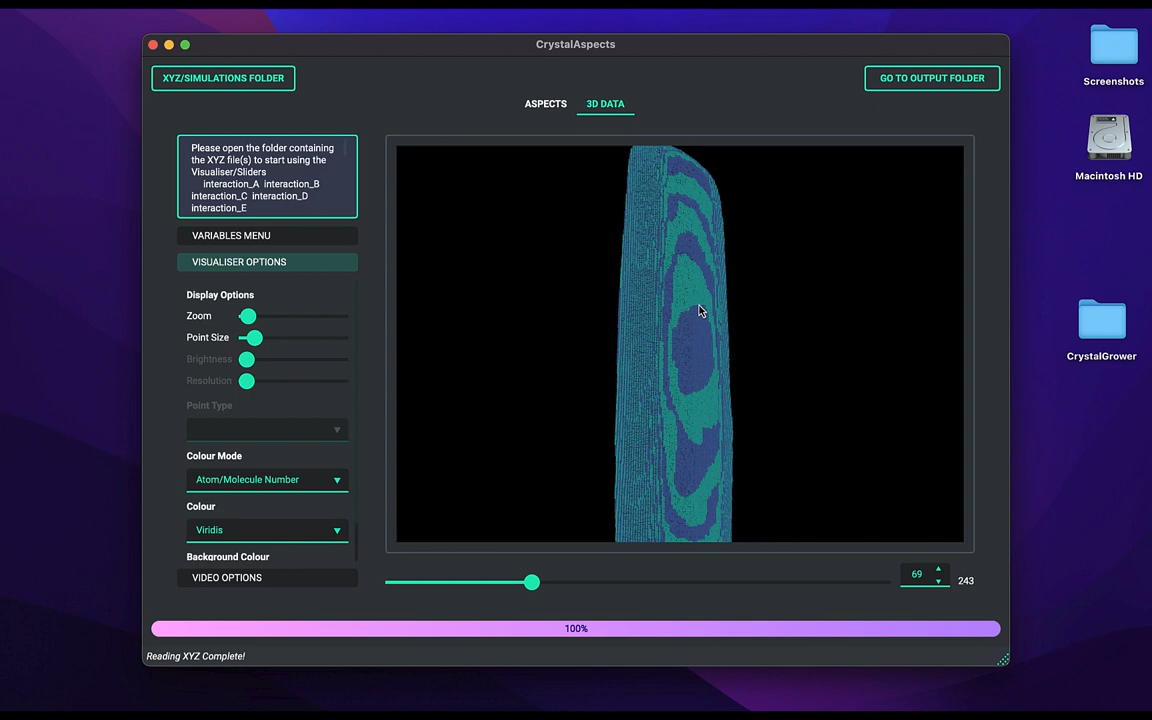 CrystalAspects
XYZ/SIMULATIONS FOLDER
GO TO OUTPUT FOLDER
ASPECTS
3D DATA
Please open the folder containing
the XYZ file(s) to start using the
Visualiser/Sliders
interaction_A interaction_B
interaction_C interaction_D
interaction_E
VARIABLES MENU
VISUALISER OPTIONS
Display Options
Zoom
Point Size
Brightness
Resolution
Point Type
Colour Mode
Atom/Molecule Number
Colour
Viridis
Background Colour
VIDEO OPTIONS
69
243
100%
Reading XYZ Complete!
Screenshots
Macintosh HD
CrystalGrower